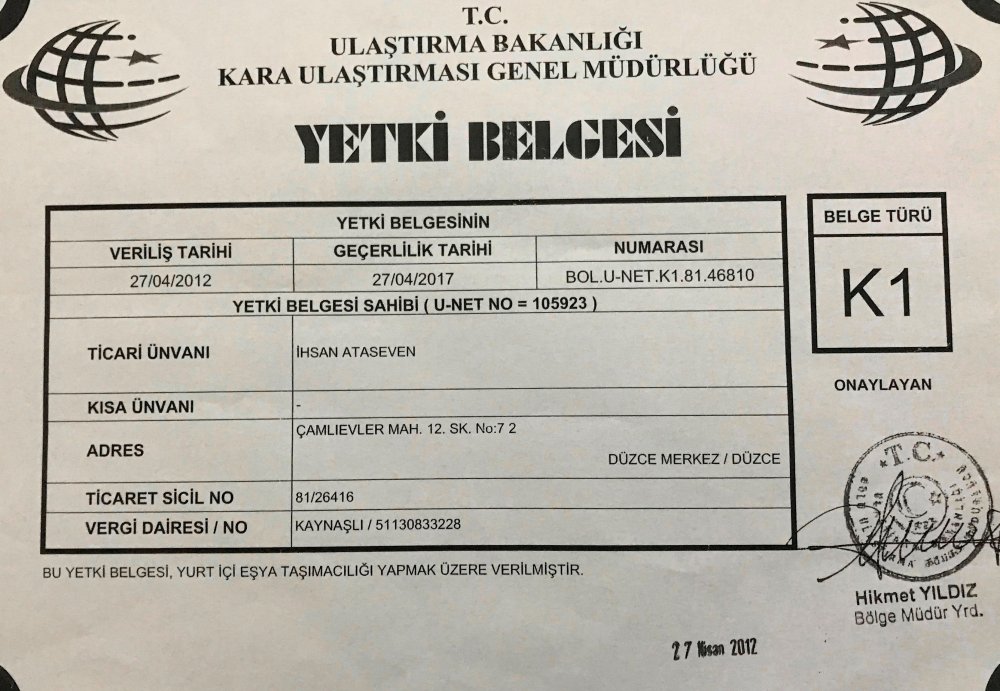 T.C.
ULAŞTIRMA BAKANLIĞI
KARA ULAŞTIRMASI GENEL MÜDÜRLÜĞÜ
YETKİ BELGESİ
YETKİ BELGESİNİN
VERİLİŞ TARİHİ GEÇERLİLİK TARİHİ NUMARASI
27/04/2012 27/04/2017 BOL.U-NET.K1.81.46810
YETKİ BELGESİ SAHİBİ ( U-NET NO = 105923 )
TİCARİ ÜNVANI İHSAN ATASEVEN
KISA ÜNVANI -
ADRES ÇAMLIEVLER MAH. 12. SK. No:7 2
DÜZCE MERKEZ / DÜZCE
TİCARET SİCİL NO 81/26416
VERGİ DAİRESİ / NO KAYNAŞLI / 51130833228
BU YETKİ BELGESİ, YURT İÇİ EŞYA TAŞIMACILIĞI YAPMAK ÜZERE VERİLMİŞTİR.
BELGE TÜRÜ
K1
ONAYLAYAN
T.C.
Hikmet YILDIZ
Bölge Müdür Yrd.
27 Nisan 2012